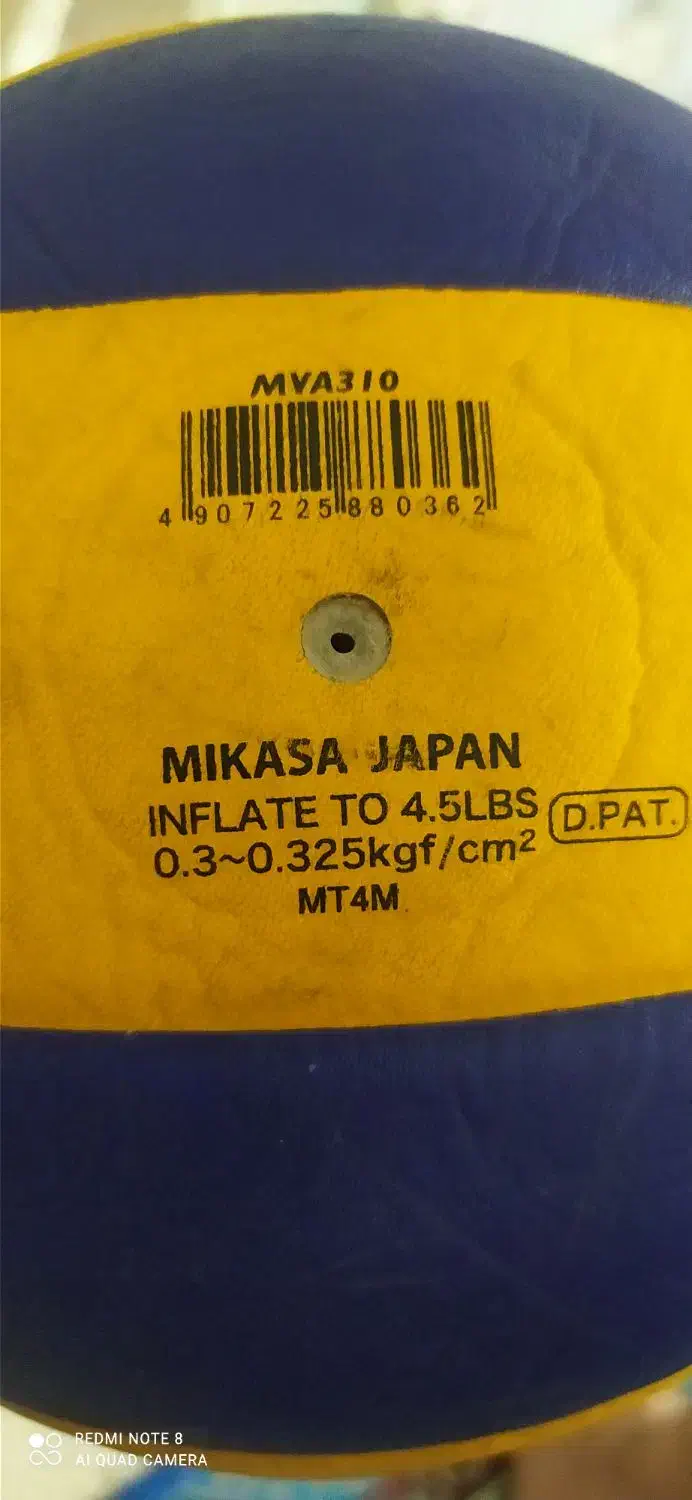 MVA310
4 907225 880362
MIKASA JAPAN
INFLATE TO 4.5LBS D.PAT.
0.3~0.325kgf/cm²
MT4M
REDMI NOTE 8
AI QUAD CAMERA